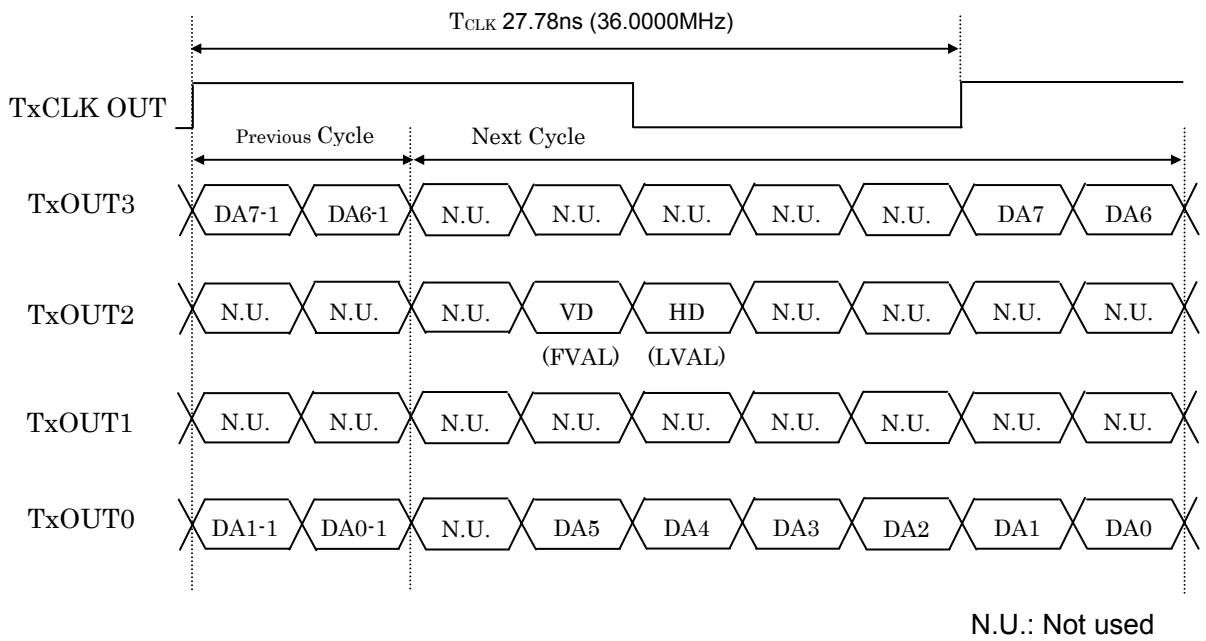 TCLK 27.78ns (36.0000MHz)
TxCLK OUT
Previous Cycle Next Cycle
TxOUT3 DA7-1 DA6-1 N.U. N.U. N.U. N.U. N.U. DA7 DA6
TxOUT2 N.U. N.U. N.U. VD HD N.U. N.U. N.U. N.U.
(FVAL) (LVAL)
TxOUT1 N.U. N.U. N.U. N.U. N.U. N.U. N.U. N.U. N.U.
TxOUT0 DA1-1 DA0-1 N.U. DA5 DA4 DA3 DA2 DA1 DA0
N.U.: Not used